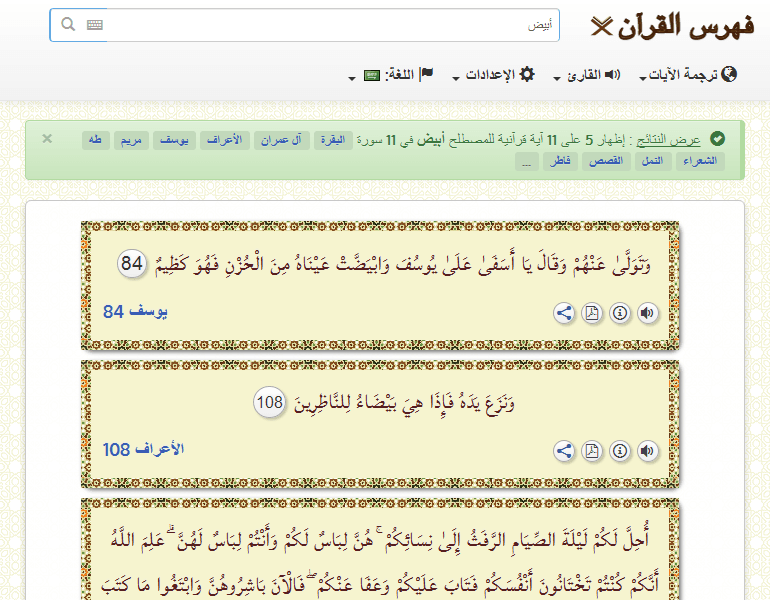 فهرس القرآن
أبيض
ترجمة الآيات القارئ الإعدادات اللغة:
عرض النتائج : إظهار 5 على 11 آية قرآنية للمصطلح أبيض في 11 سورة البقرة آل عمران الأعراف يوسف مريم طه
الشعراء النمل القصص فاطر ...
وَتَوَلَّىٰ عَنْهُمْ وَقَالَ يَا أَسَفَىٰ عَلَىٰ يُوسُفَ وَابْيَضَّتْ عَيْنَاهُ مِنَ الْحُزْنِ فَهُوَ كَظِيمٌ 84
يوسف 84
وَنَزَعَ يَدَهُ فَإِذَا هِيَ بَيْضَاءُ لِلنَّاظِرِينَ 108
الأعراف 108
أُحِلَّ لَكُمْ لَيْلَةَ الصِّيَامِ الرَّفَثُ إِلَىٰ نِسَائِكُمْ ۚ هُنَّ لِبَاسٌ لَكُمْ وَأَنْتُمْ لِبَاسٌ لَهُنَّ ۗ عَلِمَ اللَّهُ
أَنَّكُمْ كُنْتُمْ تَخْتَانُونَ أَنْفُسَكُمْ فَتَابَ عَلَيْكُمْ وَعَفَا عَنْكُمْ ۖ فَالْآنَ بَاشِرُوهُنَّ وَابْتَغُوا مَا كَتَبَ